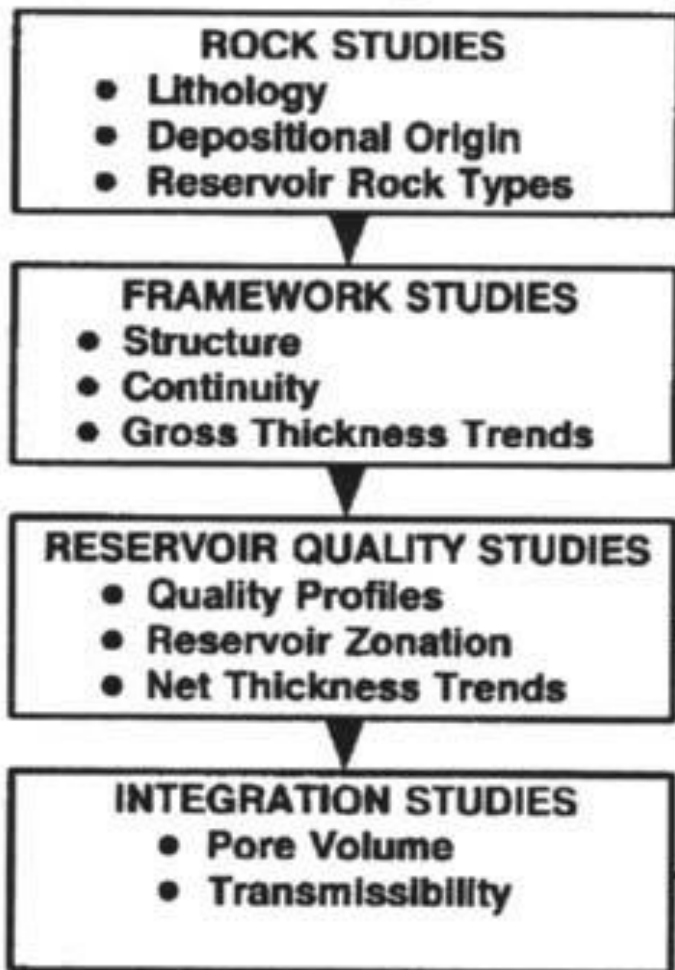 ROCK STUDIES
● Lithology
● Depositional Origin
● Reservoir Rock Types
FRAMEWORK STUDIES
● Structure
● Continuity
● Gross Thickness Trends
RESERVOIR QUALITY STUDIES
● Quality Profiles
● Reservoir Zonation
● Net Thickness Trends
INTEGRATION STUDIES
● Pore Volume
● Transmissibility